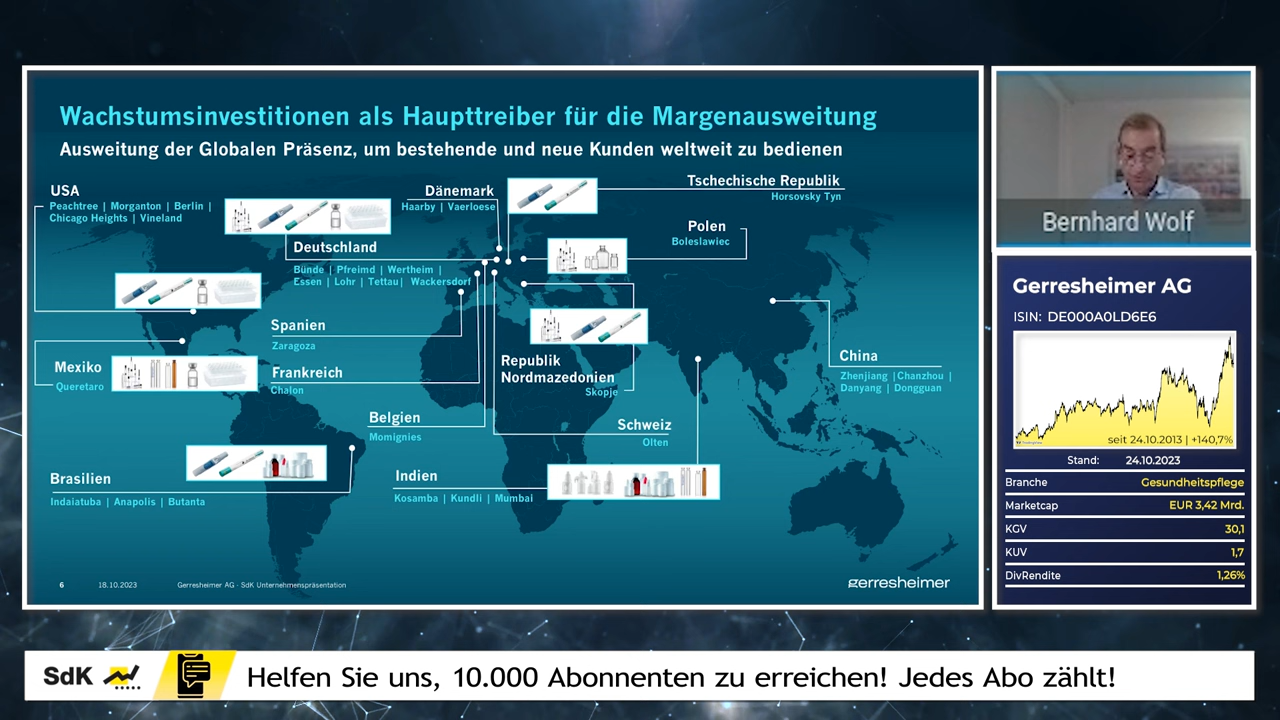 Wachstumsinvestitionen als Haupttreiber für die Margenausweitung
Ausweitung der Globalen Präsenz, um bestehende und neue Kunden weltweit zu bedienen
USA
Peachtree | Morganton | Berlin |
Chicago Heights | Vineland
Dänemark
Haarby | Vaerloese
Tschechische Republik
Horsovsky Tyn
Deutschland
Bünde | Pfreimd | Wertheim |
Essen | Lohr | Tettau | Wackersdorf
Polen
Boleslawiec
Spanien
Zaragoza
Mexiko
Queretaro
Frankreich
Chalon
Republik
Nordmazedonien
Skopje
China
Zhenjiang | Chanzhou |
Danyang | Dongguan
Belgien
Momignies
Schweiz
Olten
Brasilien
Indaiatuba | Anapolis | Butanta
Indien
Kosamba | Kundli | Mumbai
6 18.10.2023 Gerresheimer AG - SdK Unternehmenspräsentation
gerresheimer
Bernhard Wolf
Gerresheimer AG
ISIN: DE000A0LD6E6
seit 24.10.2013 | +140,7%
Stand: 24.10.2023
Branche Gesundheitspflege
Marketcap EUR 3,42 Mrd.
KGV 30,1
KUV 1,7
DivRendite 1,26%
SdK
Helfen Sie uns, 10.000 Abonnenten zu erreichen! Jedes Abo zählt!